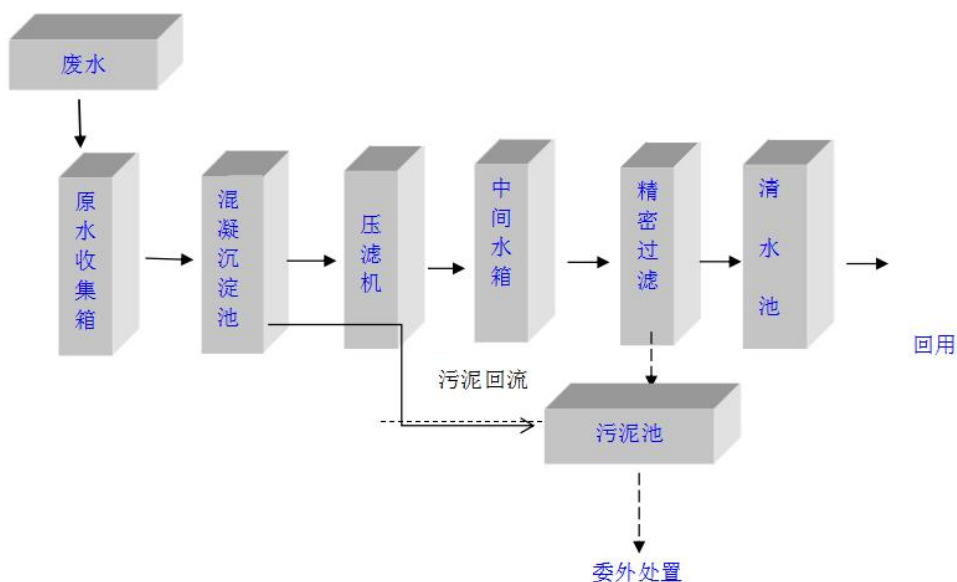 废水
原水收集箱
混凝沉淀池
压滤机
中间水箱
精密过滤
清水池
回用
污泥回流
污泥池
委外处置